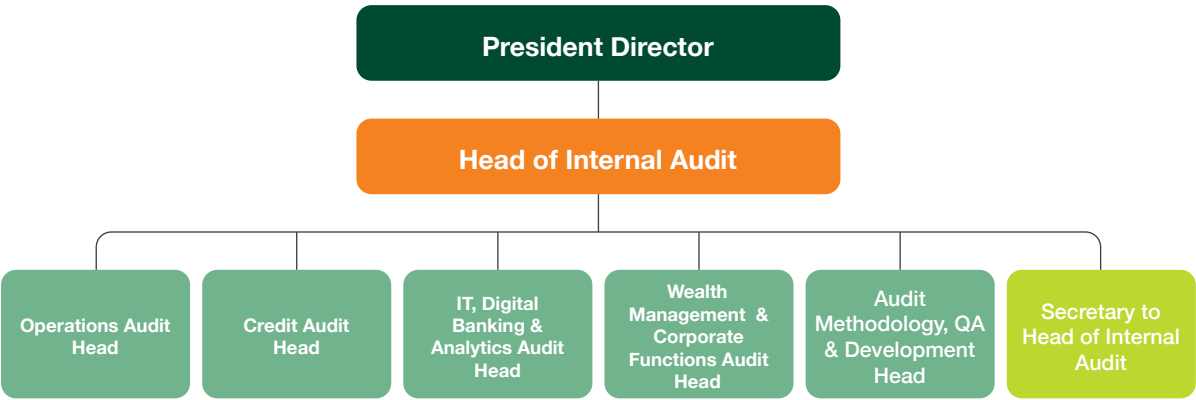 President Director
Head of Internal Audit
Operations Audit
Head
Credit Audit
Head
IT, Digital
Banking &
Analytics Audit
Head
Wealth
Management &
Corporate
Functions Audit
Head
Audit
Methodology, QA
& Development
Head
Secretary to
Head of Internal
Audit